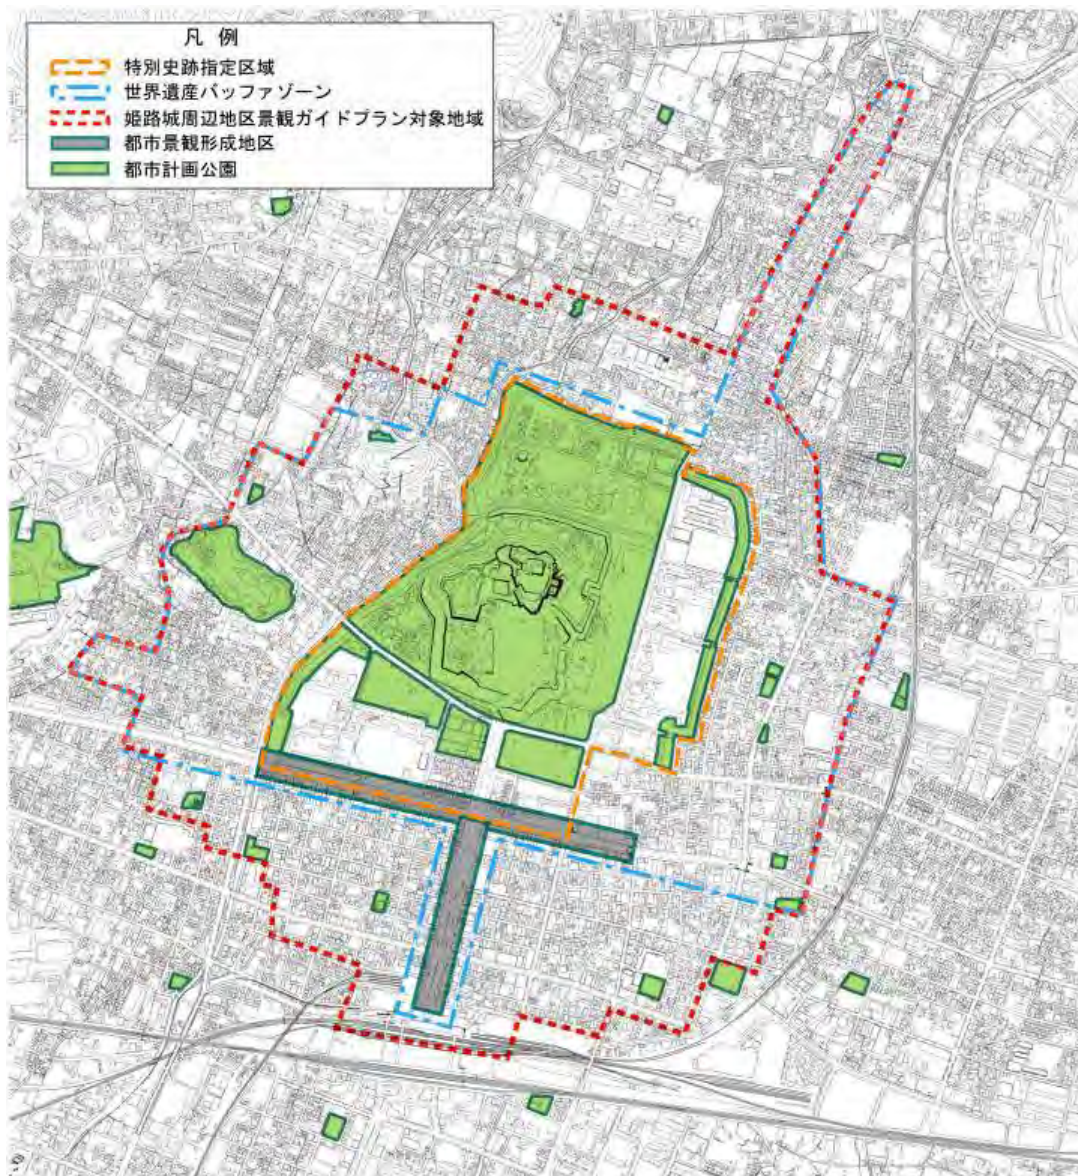 凡 例
特別史跡指定区域
世界遺産バッファゾーン
姫路城周辺地区景観ガイドプラン対象地域
都市景観形成地区
都市計画公園